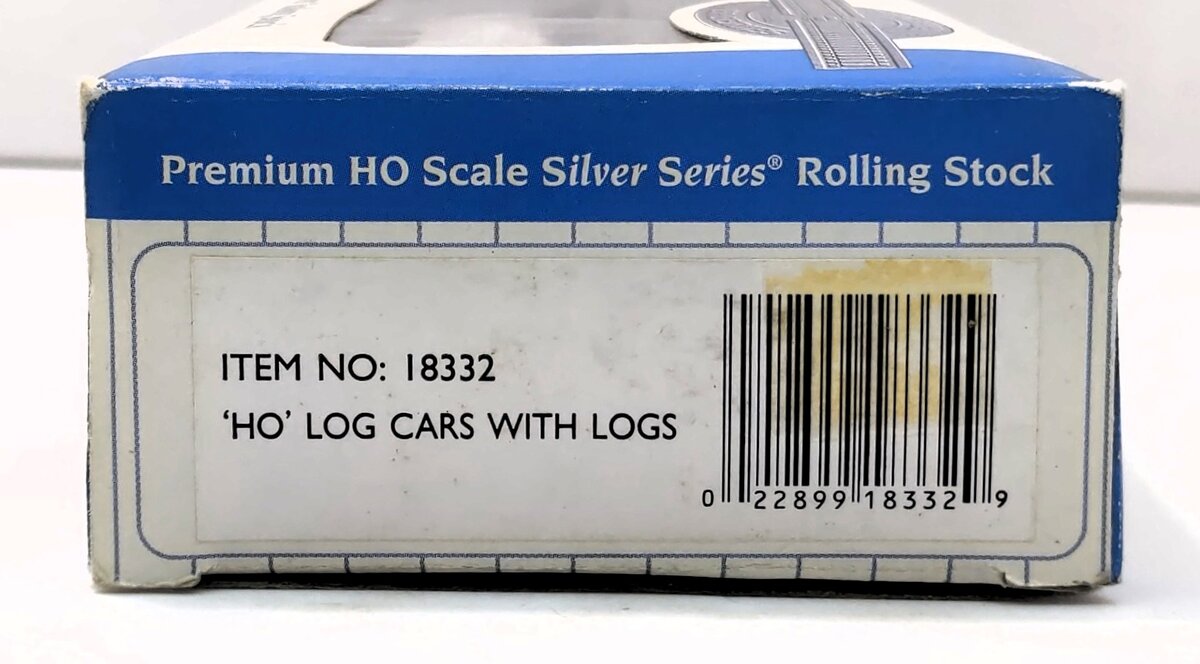 Premium HO Scale Silver Series® Rolling Stock
ITEM NO: 18332
‘HO’ LOG CARS WITH LOGS
0 22899 18332 9